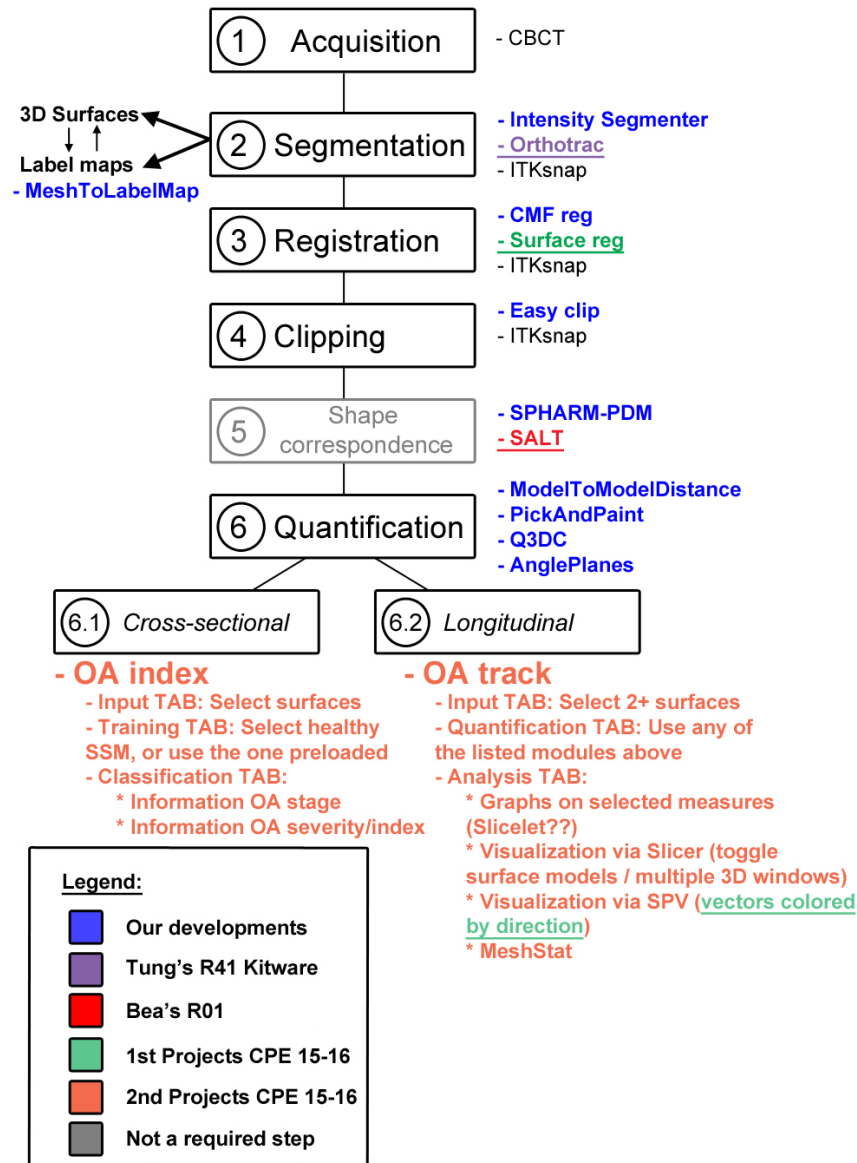 1 Acquisition
- CBCT
3D Surfaces
Label maps
- MeshToLabelMap
2 Segmentation
- Intensity Segmenter
- Orthotrac
- ITKsnap
3 Registration
- CMF reg
- Surface reg
- ITKsnap
4 Clipping
- Easy clip
- ITKsnap
5 Shape
correspondence
- SPHARM-PDM
- SALT
6 Quantification
- ModelToModelDistance
- PickAndPaint
- Q3DC
- AnglePlanes
6.1 Cross-sectional
- OA index
- Input TAB: Select surfaces
- Training TAB: Select healthy
SSM, or use the one preloaded
- Classification TAB:
* Information OA stage
* Information OA severity/index
6.2 Longitudinal
- OA track
- Input TAB: Select 2+ surfaces
- Quantification TAB: Use any of
the listed modules above
- Analysis TAB:
* Graphs on selected measures
(Slicelet??)
* Visualization via Slicer (toggle
surface models / multiple 3D windows)
* Visualization via SPV (vectors colored
by direction)
* MeshStat
Legend:
Our developments
Tung's R41 Kitware
Bea's R01
1st Projects CPE 15-16
2nd Projects CPE 15-16
Not a required step